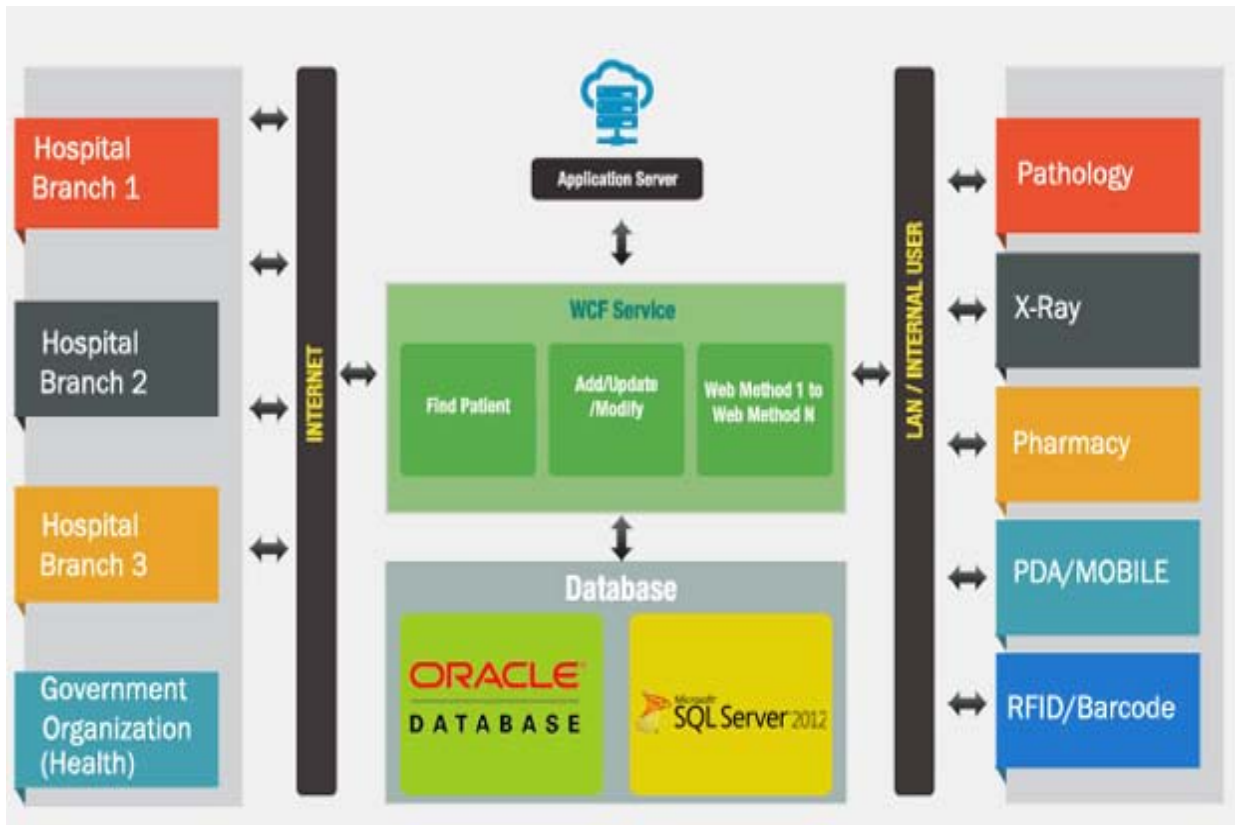 Hospital
Branch 1
Hospital
Branch 2
Hospital
Branch 3
Government
Organization
(Health)
INTERNET
Application Server
WCF Service
Find Patient
Add/Update
/Modify
Web Method 1 to
Web Method N
Database
ORACLE
DATABASE
Microsoft
SQL Server 2012
LAN / INTERNAL USER
Pathology
X-Ray
Pharmacy
PDA/MOBILE
RFID/Barcode